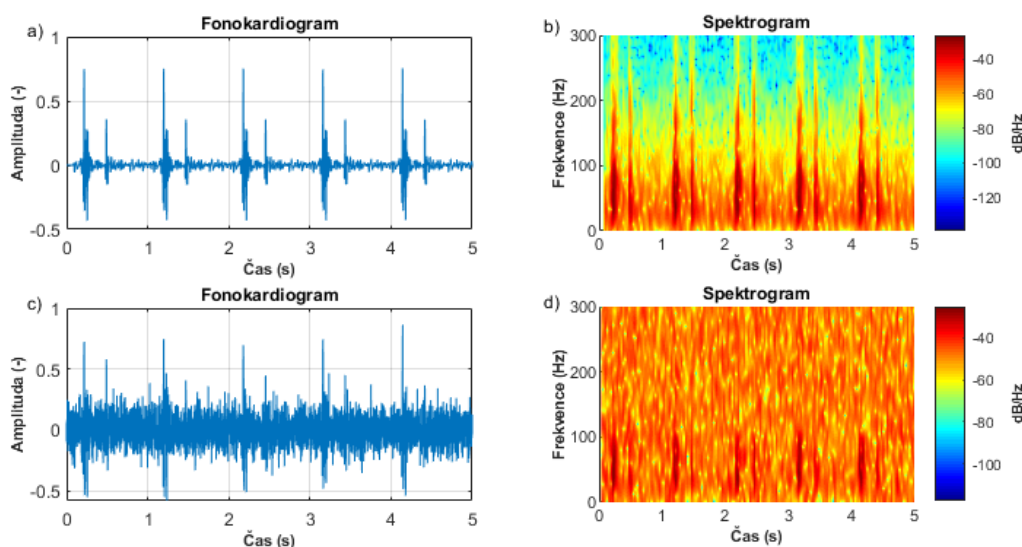 a)
Fonokardiogram
1
0.5
0
-0.5
Amplituda (-)
0 1 2 3 4 5
Čas (s)
b)
Spektrogram
300
200
100
0
Frekvence (Hz)
0 1 2 3 4 5
Čas (s)
-40
-60
-80
-100
-120
dB/Hz
c)
Fonokardiogram
1
0.5
0
-0.5
Amplituda (-)
0 1 2 3 4 5
Čas (s)
d)
Spektrogram
300
200
100
0
Frekvence (Hz)
0 1 2 3 4 5
Čas (s)
-40
-60
-80
-100
dB/Hz